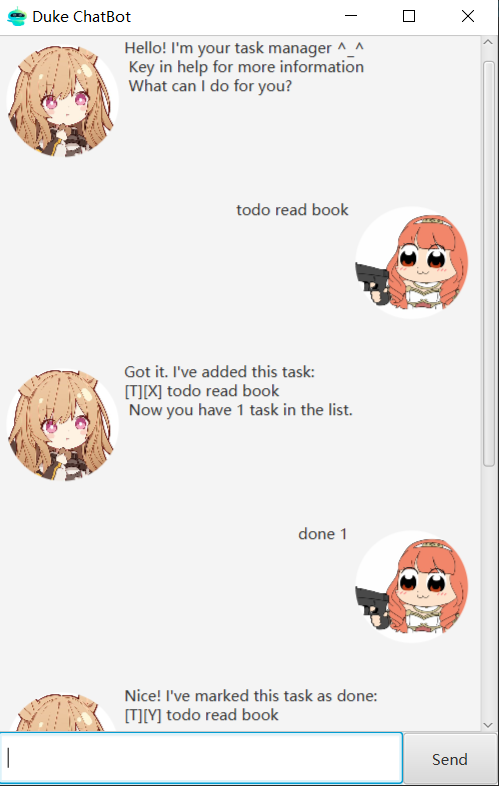 Duke ChatBot
Hello! I'm your task manager ^_^
Key in help for more information
What can I do for you?
todo read book
Got it. I've added this task:
[T][X] todo read book
Now you have 1 task in the list.
done 1
Nice! I've marked this task as done:
[T][Y] todo read book
Send